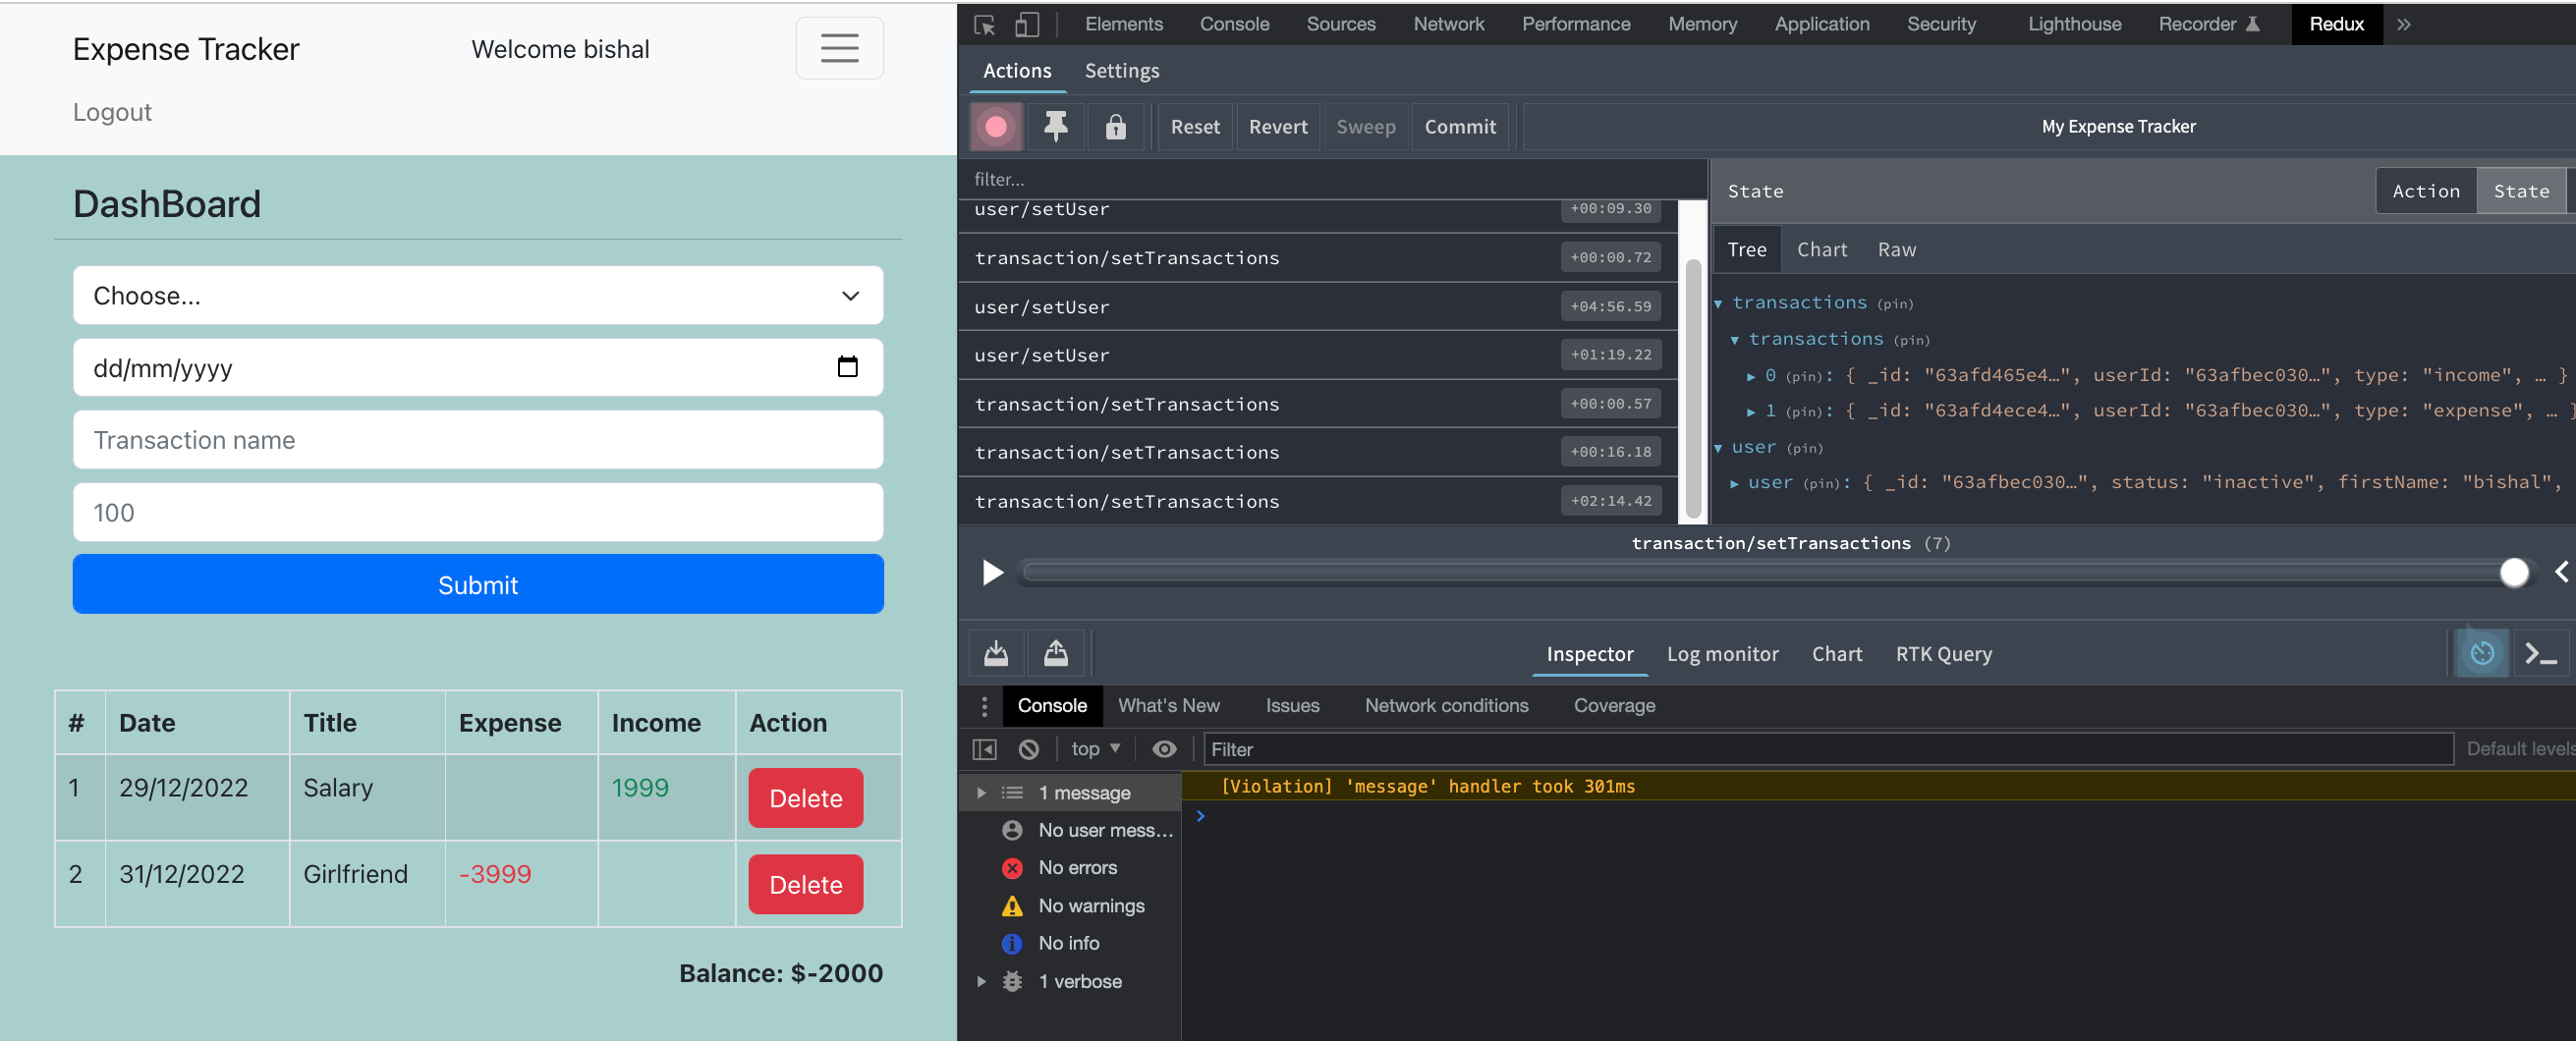 Expense Tracker
Welcome bishal
Logout
DashBoard
Choose...
dd/mm/yyyy
Transaction name
100
Submit
# Date Title Expense Income Action
1 29/12/2022 Salary 1999 Delete
2 31/12/2022 Girlfriend -3999 Delete
Balance: $-2000
Elements Console Sources Network Performance Memory Application Security Lighthouse Recorder Redux »
Actions Settings
Reset Revert Sweep Commit My Expense Tracker
filter...
user/setUser +00:09.30
transaction/setTransactions +00:00.72
user/setUser +04:56.59
user/setUser +01:19.22
transaction/setTransactions +00:00.57
transaction/setTransactions +00:16.18
transaction/setTransactions +02:14.42
State Action State
Tree Chart Raw
transactions (pin)
transactions (pin)
0 (pin): { _id: "63afd465e4…", userId: "63afbec030…", type: "income", … }
1 (pin): { _id: "63afd4ece4…", userId: "63afbec030…", type: "expense", … }
user (pin)
user (pin): { _id: "63afbec030…", status: "inactive", firstName: "bishal",
transaction/setTransactions (7)
Inspector Log monitor Chart RTK Query
Console What's New Issues Network conditions Coverage
top Filter Default levels
1 message
No user mess…
No errors
No warnings
No info
1 verbose
[Violation] 'message' handler took 301ms